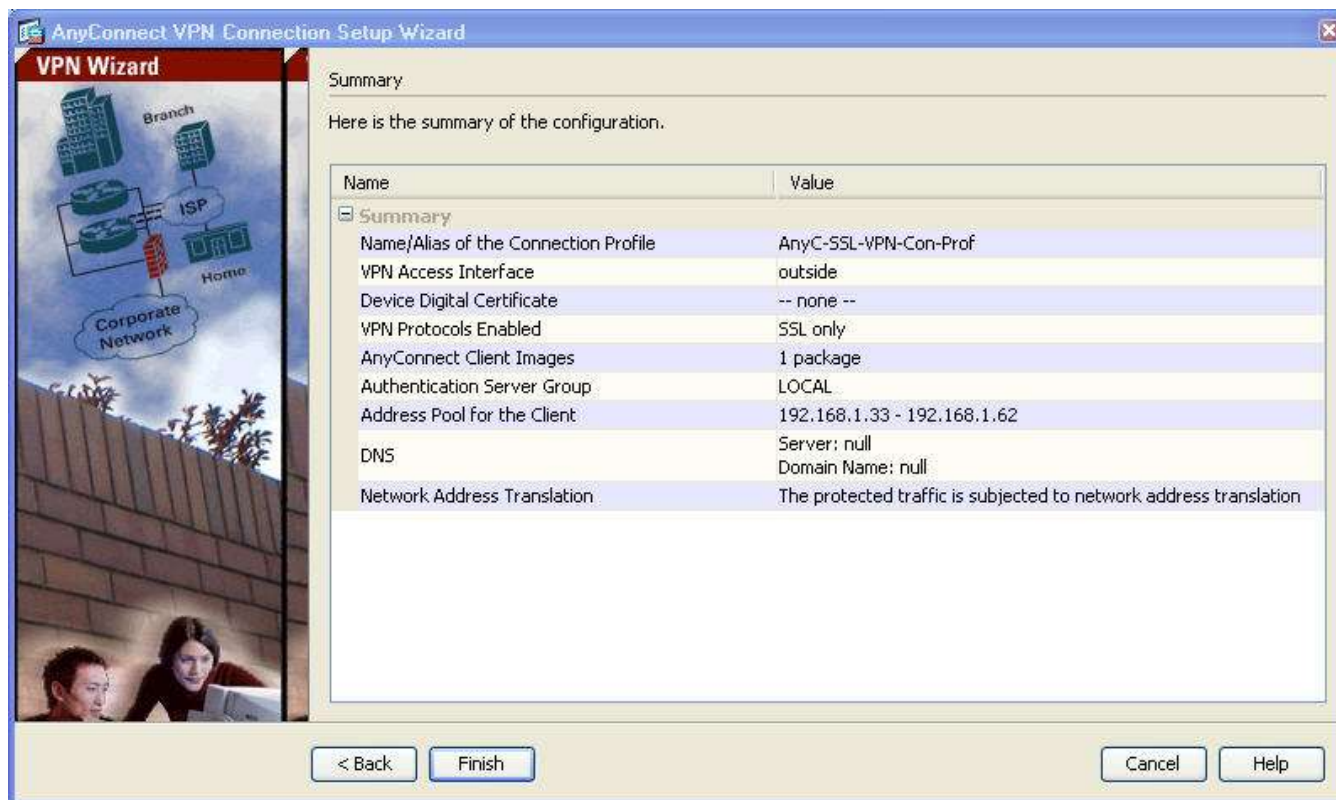 AnyConnect VPN Connection Setup Wizard
VPN Wizard
Branch
ISP
Home
Corporate
Network
Summary
Here is the summary of the configuration.
Name Value
Summary
Name/Alias of the Connection Profile AnyC-SSL-VPN-Con-Prof
VPN Access Interface outside
Device Digital Certificate -- none --
VPN Protocols Enabled SSL only
AnyConnect Client Images 1 package
Authentication Server Group LOCAL
Address Pool for the Client 192.168.1.33 - 192.168.1.62
DNS Server: null
Domain Name: null
Network Address Translation The protected traffic is subjected to network address translation
< Back Finish Cancel Help